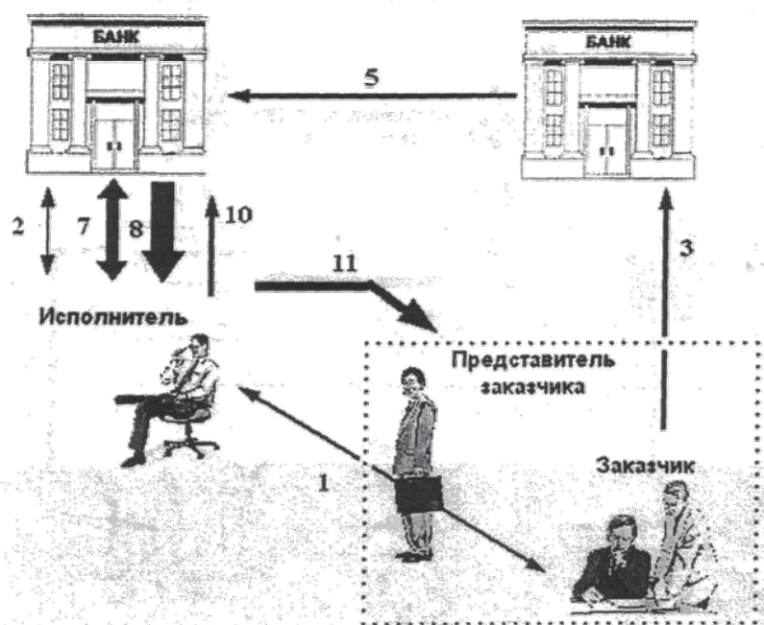 БАНК
БАНК
5
2
7
8
10
3
11
Исполнитель
Представитель
заказчика
1
Заказчик